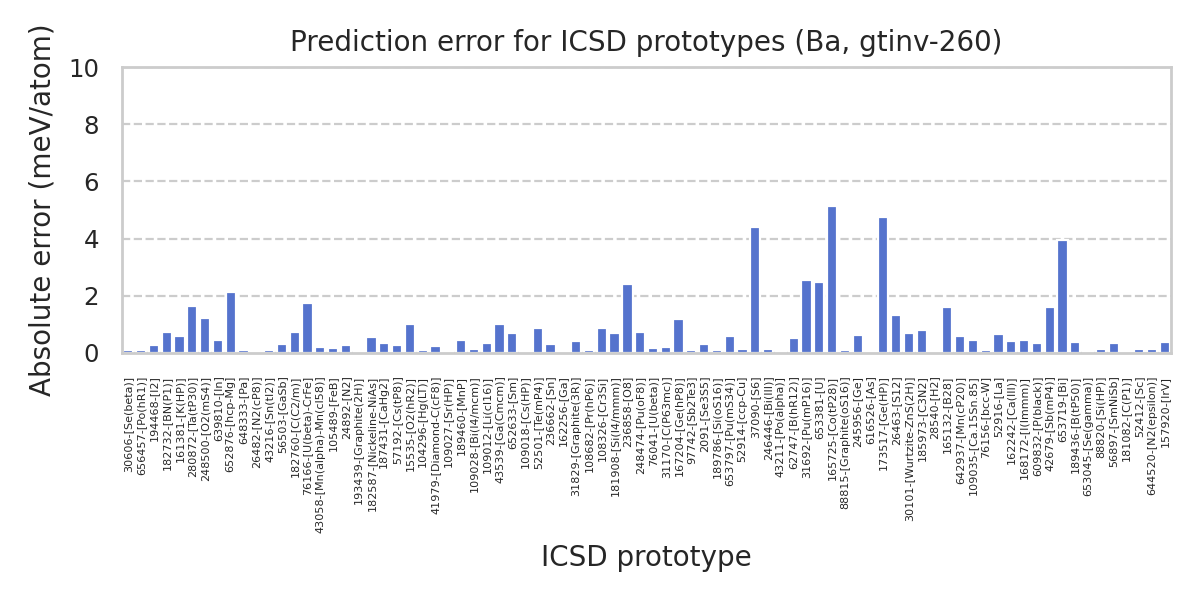 Prediction error for ICSD prototypes (Ba, gtinv-260)
Absolute error (meV/atom)
10
8
6
4
2
0
30606-[Se(beta)]
656457-[Po(hR1)]
194468-[I2]
182732-[BN(P1)]
161381-[K(HP)]
280872-[Ta(tP30)]
248500-[O2(mS4)]
639810-[In]
652876-[hcp-Mg]
648333-[Pa]
26482-[N2(cP8)]
43216-[Sn(tI2)]
56503-[GaSb]
182760-[C(C2/m)]
76166-[U(beta)-CrFe]
43058-[Mn(alpha)-Mn(cI58)]
105489-[FeB]
24892-[N2]
193439-[Graphite(2H)]
182587-[Nickeline-NiAs]
187431-[CaHg2]
57192-[Cs(tP8)]
15535-[O2(hR2)]
104296-[Hg(LT)]
41979-[Diamond-C(cF8)]
109027-[Sr(HP)]
189460-[MnP]
109028-[Bi(I4/mcm)]
109012-[Li(cI16)]
43539-[Ga(Cmcm)]
652633-[Sm]
109018-[Cs(HP)]
52501-[Te(mP4)]
236662-[Sn]
162256-[Ga]
31829-[Graphite(3R)]
108682-[Pr(hP6)]
108326-[Cr3Si]
181908-[Si(I4/mmm)]
236858-[O8]
248474-[Pu(oF8)]
76041-[U(beta)]
31170-[C(P63mc)]
167204-[Ge(hP8)]
97742-[Sb2Te3]
2091-[Se3S5]
189786-[Si(oS16)]
653797-[Pu(mS34)]
52914-[ccp-Cu]
37090-[S6]
246446-[Bi(III)]
43211-[Po(alpha)]
62747-[B(hR12)]
31692-[Pu(mP16)]
653381-[U]
165725-[Co(tP28)]
88815-[Graphite(oS16)]
245956-[Ge]
616526-[As]
173517-[Ge(HP)]
26463-[S12]
30101-[Wurtzite-ZnS(2H)]
185973-[C3N2]
28540-[H2]
165132-[B28]
642937-[Mn(cP20)]
109035-[Ca.15Sn.85]
76156-[bcc-W]
52916-[La]
162242-[Ca(III)]
168172-[I(Immm)]
609832-[P(black)]
42679-[Sb(mP4)]
653719-[Bi]
189436-[B(tP50)]
653045-[Se(gamma)]
88820-[Si(HP)]
56897-[SmNiSb]
181082-[C(P1)]
52412-[Sc]
644520-[N2(epsilon)]
157920-[IrV]
ICSD prototype